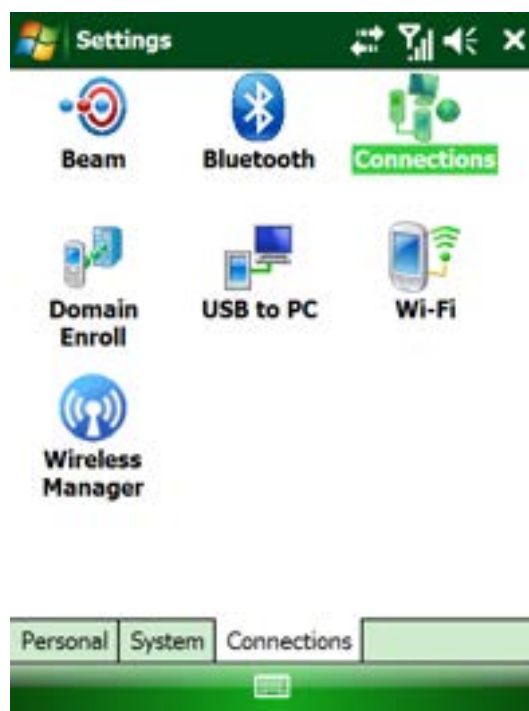 Settings
Beam
Bluetooth
Connections
Domain
Enroll
USB to PC
Wi-Fi
Wireless
Manager
Personal
System
Connections